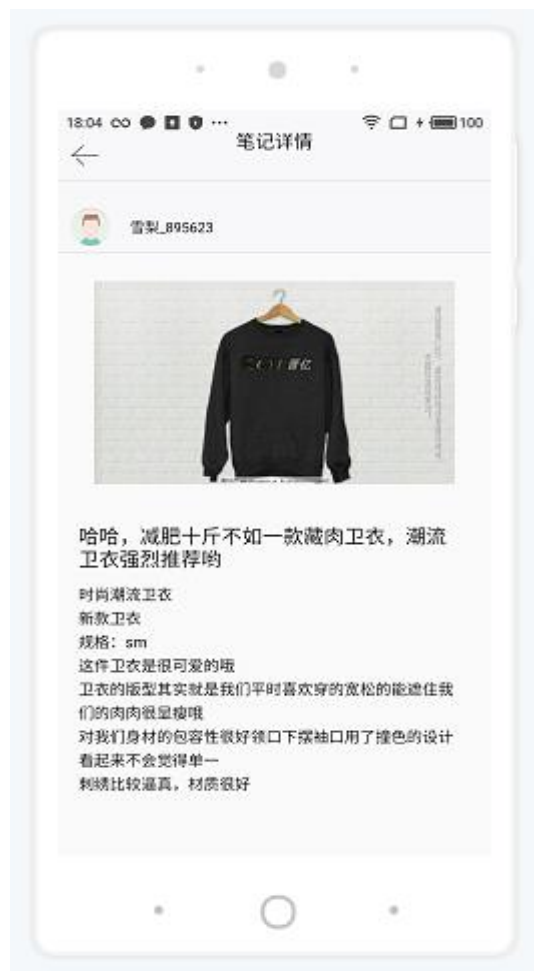 18:04
100
笔记详情
雪梨_895623
晋亿
哈哈，减肥十斤不如一款藏肉卫衣，潮流
卫衣强烈推荐哟
时尚潮流卫衣
新款卫衣
规格：sm
这件卫衣是很可爱的哦
卫衣的版型其实就是我们平时喜欢穿的宽松的能遮住我
们的肉肉很显瘦哦
对我们身材的包容性很好领口下摆袖口用了撞色的设计
看起来不会觉得单一
刺绣比较逼真，材质很好